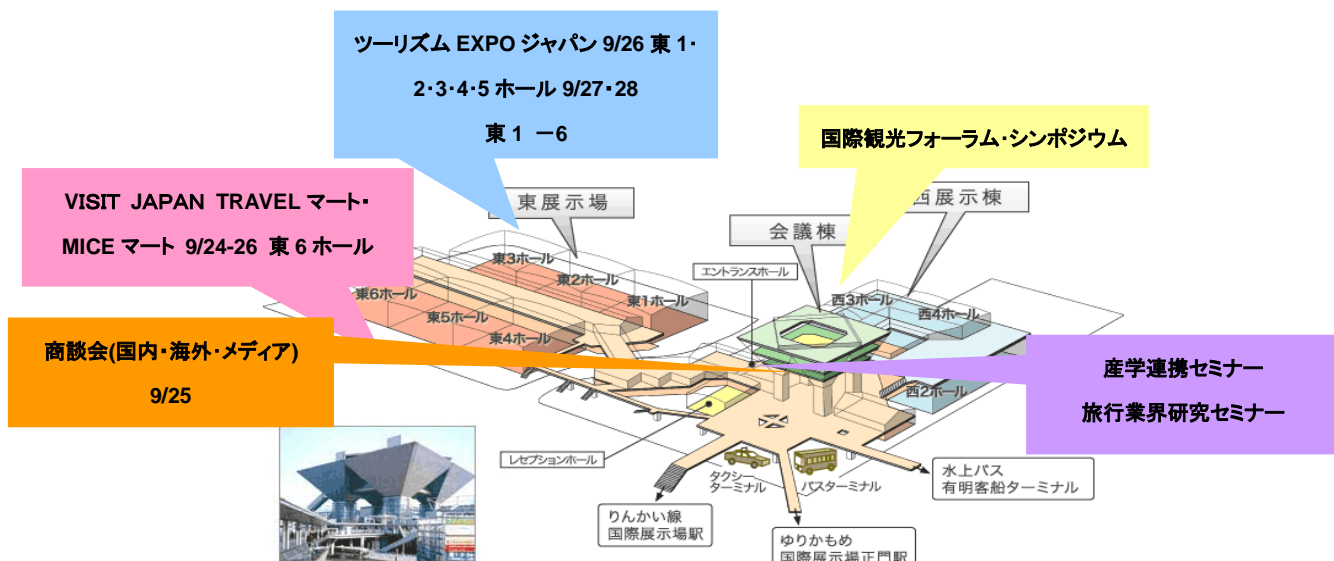 ツーリズム EXPO ジャパン 9/26 東 1・
2・3・4・5 ホール 9/27・28
東 1 －6
国際観光フォーラム・シンポジウム
VISIT JAPAN TRAVEL マート・
MICE マート 9/24-26 東 6 ホール
東展示場
西展示棟
会議棟
エントランスホール
東3ホール
東2ホール
東1ホール
東6ホール
東5ホール
東4ホール
西3ホール
西4ホール
西2ホール
商談会(国内・海外・メディア)
9/25
産学連携セミナー
旅行業界研究セミナー
レセプションホール
タクシー
ターミナル
バスターミナル
水上バス
有明客船ターミナル
りんかい線
国際展示場駅
ゆりかもめ
国際展示場正門駅